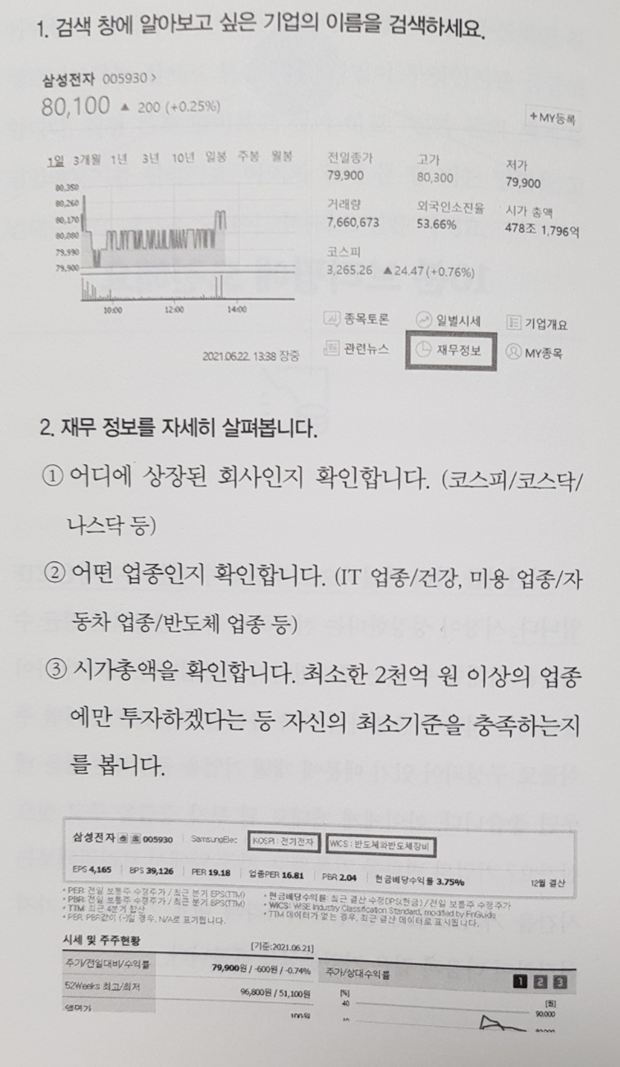 1. 검색 창에 알아보고 싶은 기업의 이름을 검색하세요.
삼성전자 005930 >
80,100 ▲ 200 (+0.25%)
+ MY등록
1일 3개월 1년 3년 10년 일봉 주봉 월봉
80,350
80,260
80,170
80,080
79,990
79,900
10:00 12:00 14:00
2021.06.22. 13:38 장중
전일종가 고가 저가
79,900 80,300 79,900
거래량 외국인소진율 시가 총액
7,660,673 53.66% 478조 1,796억
코스피
3,265.26 ▲24.47 (+0.76%)
종목토론 일별시세 기업개요
관련뉴스 재무정보 MY종목
2. 재무 정보를 자세히 살펴봅니다.
① 어디에 상장된 회사인지 확인합니다. (코스피/코스닥/
나스닥 등)
② 어떤 업종인지 확인합니다. (IT 업종/건강, 미용 업종/자
동차 업종/반도체 업종 등)
③ 시가총액을 확인합니다. 최소한 2천억 원 이상의 업종
에만 투자하겠다는 등 자신의 최소기준을 충족하는지
를 봅니다.
삼성전자 005930 SamsungElec KOSPI : 전기전자 WICS : 반도체와반도체장비
EPS 4,165 BPS 39,126 PER 19.18 업종PER 16.81 PBR 2.04 현금배당수익률 3.75% 12월 결산
• PER: 전일 보통주 수정주가 / 최근 분기 EPS(TTM)
• PBR: 전일 보통주 수정주가 / 최근 분기 BPS(TTM)
• TTM: 최근 4분기 합산
• PER, PBR값이 (-)일 경우, N/A로 표기됩니다.
• 현금배당수익률: 최근 결산 수정DPS(현금) / 전일 보통주 수정주가
• WICS: WISE Industry Classification Standard, modified by FnGuide
• TTM 데이터가 없는 경우, 최근 결산 데이터로 표시됩니다.
시세 및 주주현황 [기준:2021.06.21]
주가/전일대비/수익률 79,900원 / -600원 / -0.74%
52Weeks 최고/최저 96,800원 / 51,100원
액면가 100원
주가/상대수익률 1 2 3
[%] [원]
40 90,000